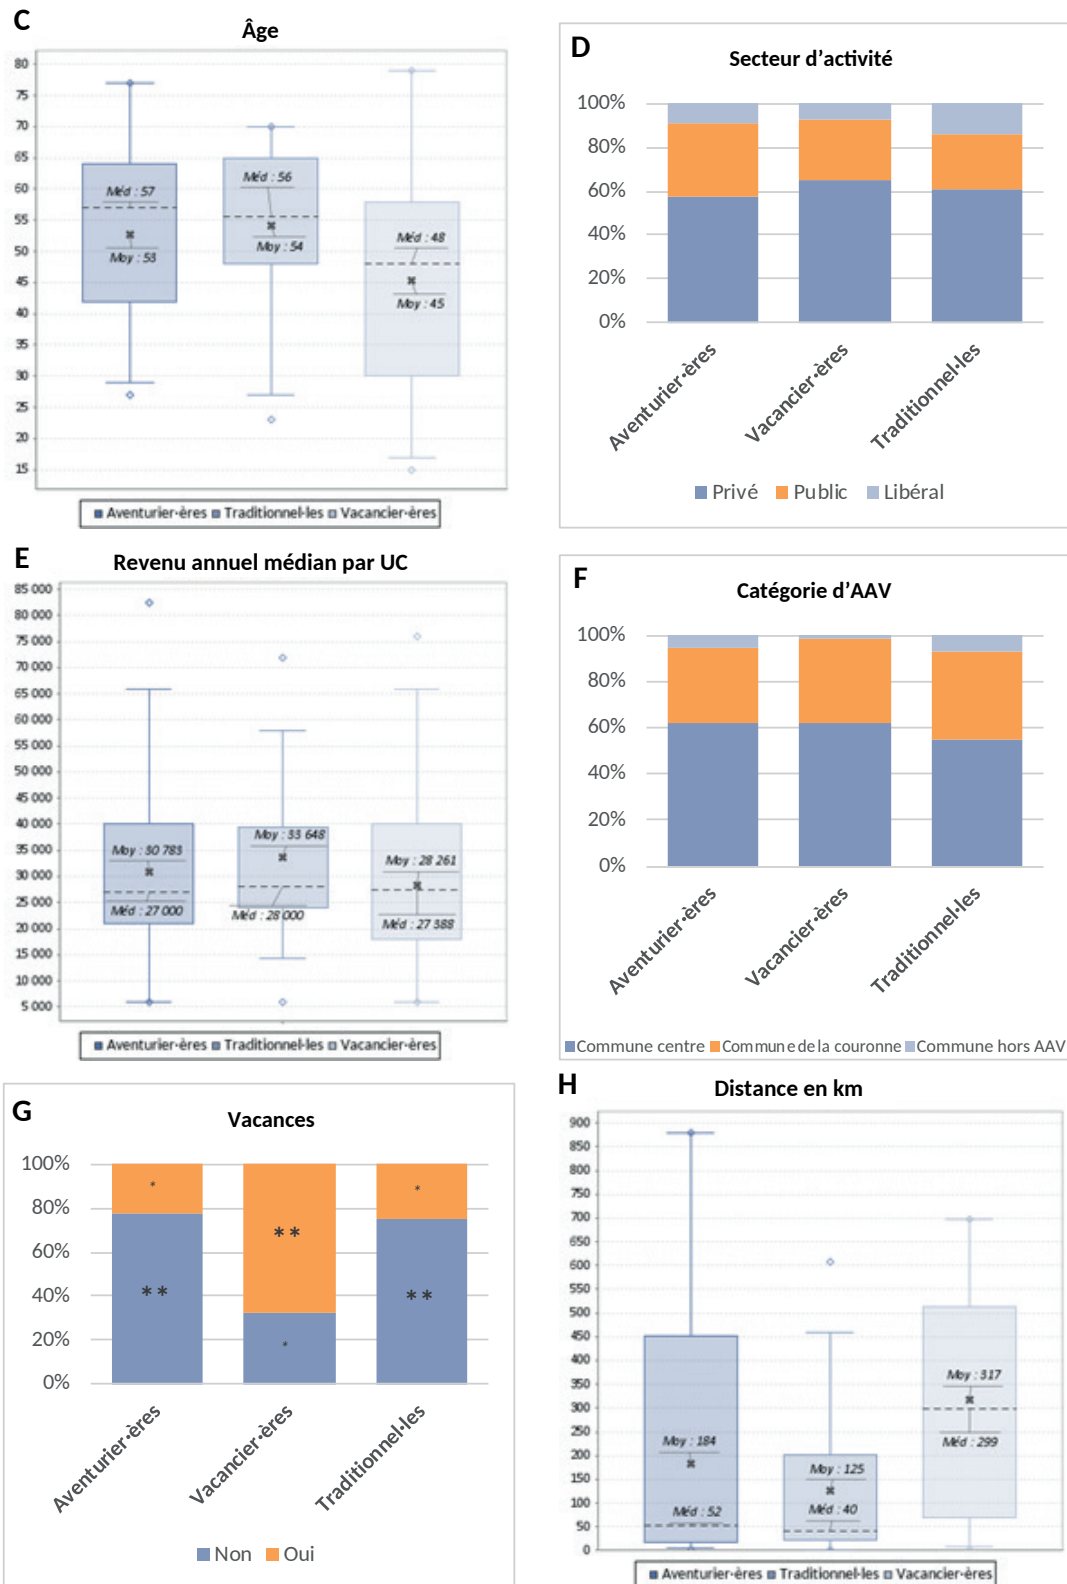 C
Âge
80
75
70
65
60
55
50
45
40
35
30
25
20
15
Méd : 57
Moy : 53
Méd : 56
Moy : 54
Méd : 48
Moy : 45
Aventurier·ères Traditionnel·les Vacancier·ères
D
Secteur d’activité
100%
80%
60%
40%
20%
0%
Aventurier·ères
Vacancier·ères
Traditionnel·les
Privé Public Libéral
E
Revenu annuel médian par UC
85 000
80 000
75 000
70 000
65 000
60 000
55 000
50 000
45 000
40 000
35 000
30 000
25 000
20 000
15 000
10 000
5 000
Moy : 30 783
Méd : 27 000
Moy : 33 648
Méd : 28 000
Moy : 28 261
Méd : 27 388
Aventurier·ères Traditionnel·les Vacancier·ères
F
Catégorie d’AAV
100%
80%
60%
40%
20%
0%
Aventurier·ères
Vacancier·ères
Traditionnel·les
Commune centre Commune de la couronne Commune hors AAV
G
Vacances
100%
80%
60%
40%
20%
0%
*
**
**
*
*
**
Aventurier·ères
Vacancier·ères
Traditionnel·les
Non Oui
H
Distance en km
900
850
800
750
700
650
600
550
500
450
400
350
300
250
200
150
100
50
0
Moy : 184
Méd : 52
Moy : 125
Méd : 40
Moy : 317
Méd : 299
Aventurier·ères Traditionnel·les Vacancier·ères